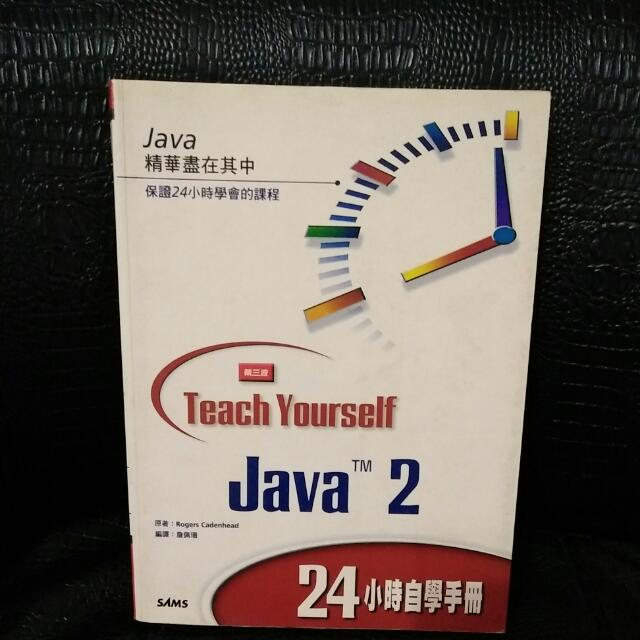 Java
精華盡在其中
保證24小時學會的課程
第三波
Teach Yourself
Java™ 2
原著：Rogers Cadenhead
編譯：詹佩珊
24小時自學手冊
SAMS